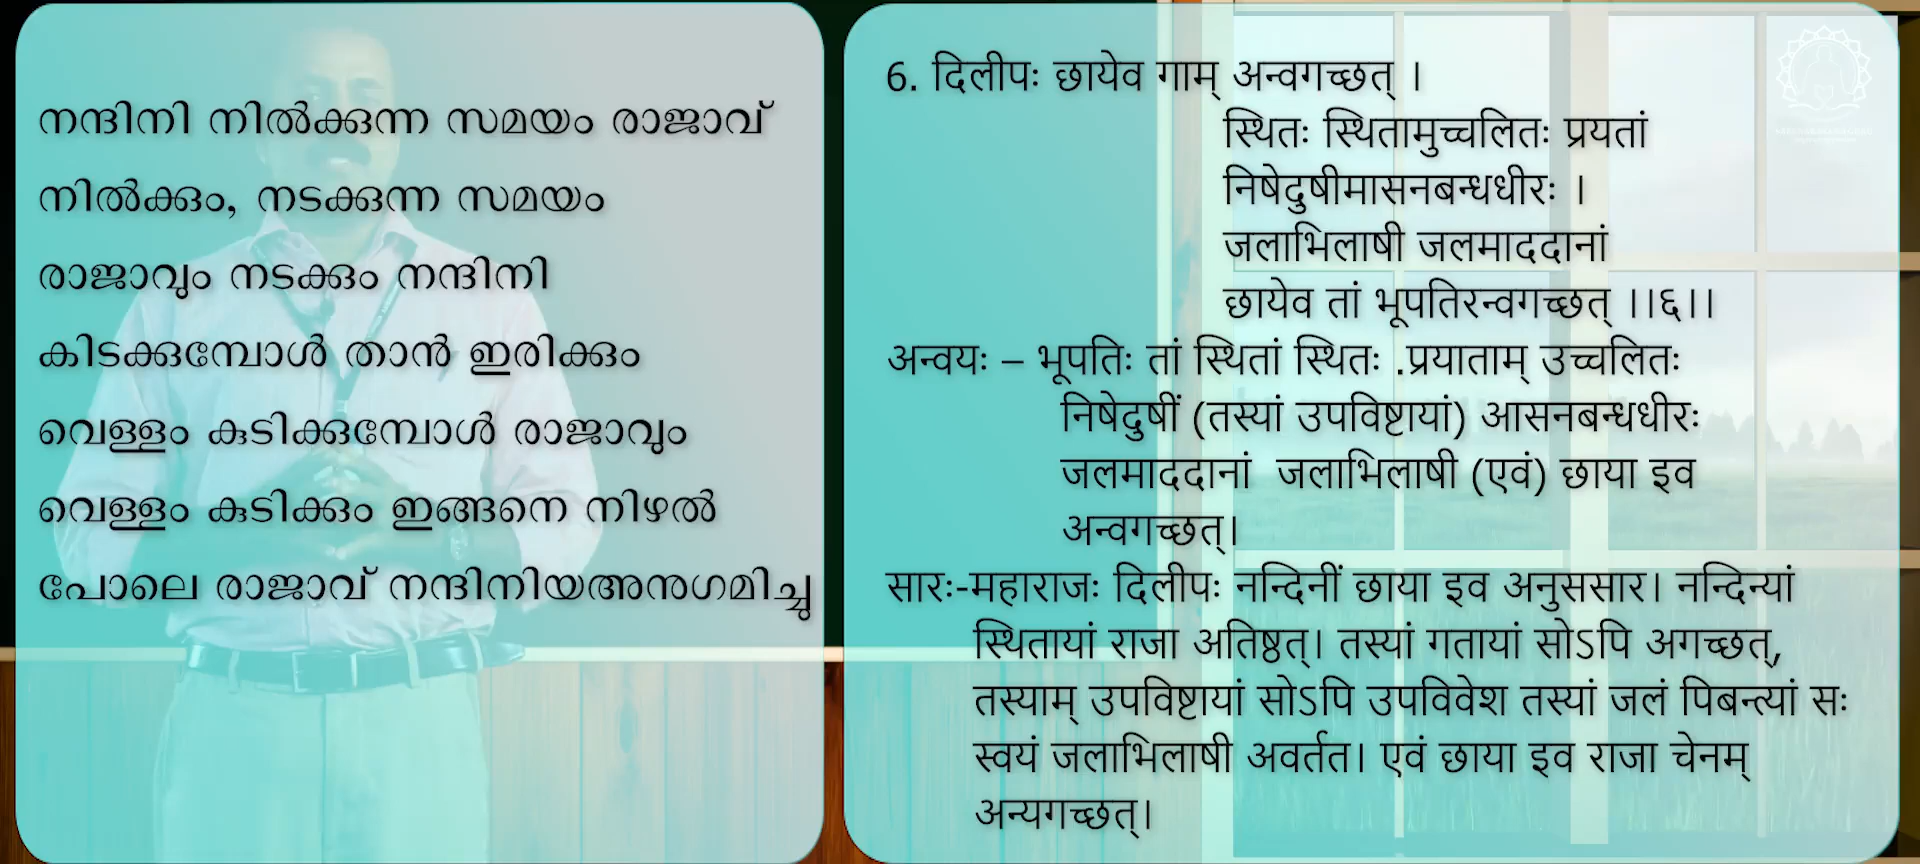 നന്ദിനി നിൽക്കുന്ന സമയം രാജാവ്
നിൽക്കും, നടക്കുന്ന സമയം
രാജാവും നടക്കും നന്ദിനി
കിടക്കുമ്പോൾ താൻ ഇരിക്കും
വെള്ളം കുടിക്കുമ്പോൾ രാജാവും
വെള്ളം കുടിക്കും ഇങ്ങനെ നിഴൽ
പോലെ രാജാവ് നന്ദിനിയഅനുഗമിച്ചു
6. दिलीपः छायेव गाम् अन्वगच्छत् ।
स्थितः स्थितामुच्चलितः प्रयतां
निषेदुषीमासनबन्धधीरः ।
जलाभिलाषी जलमाददानां
छायेव तां भूपतिरन्वगच्छत् ।।६।।
अन्वयः – भूपतिः तां स्थितां स्थितः .प्रयाताम् उच्चलितः
निषेदुषीं (तस्यां उपविष्टायां) आसनबन्धधीरः
जलमाददानां जलाभिलाषी (एवं) छाया इव
अन्वगच्छत्।
सारः-महाराजः दिलीपः नन्दिनीं छाया इव अनुससार। नन्दिन्यां
स्थितायां राजा अतिष्ठत्। तस्यां गतायां सोऽपि अगच्छत्,
तस्याम् उपविष्टायां सोऽपि उपविवेश तस्यां जलं पिबन्त्यां सः
स्वयं जलाभिलाषी अवर्तत। एवं छाया इव राजा चेनम्
अन्यगच्छत्।